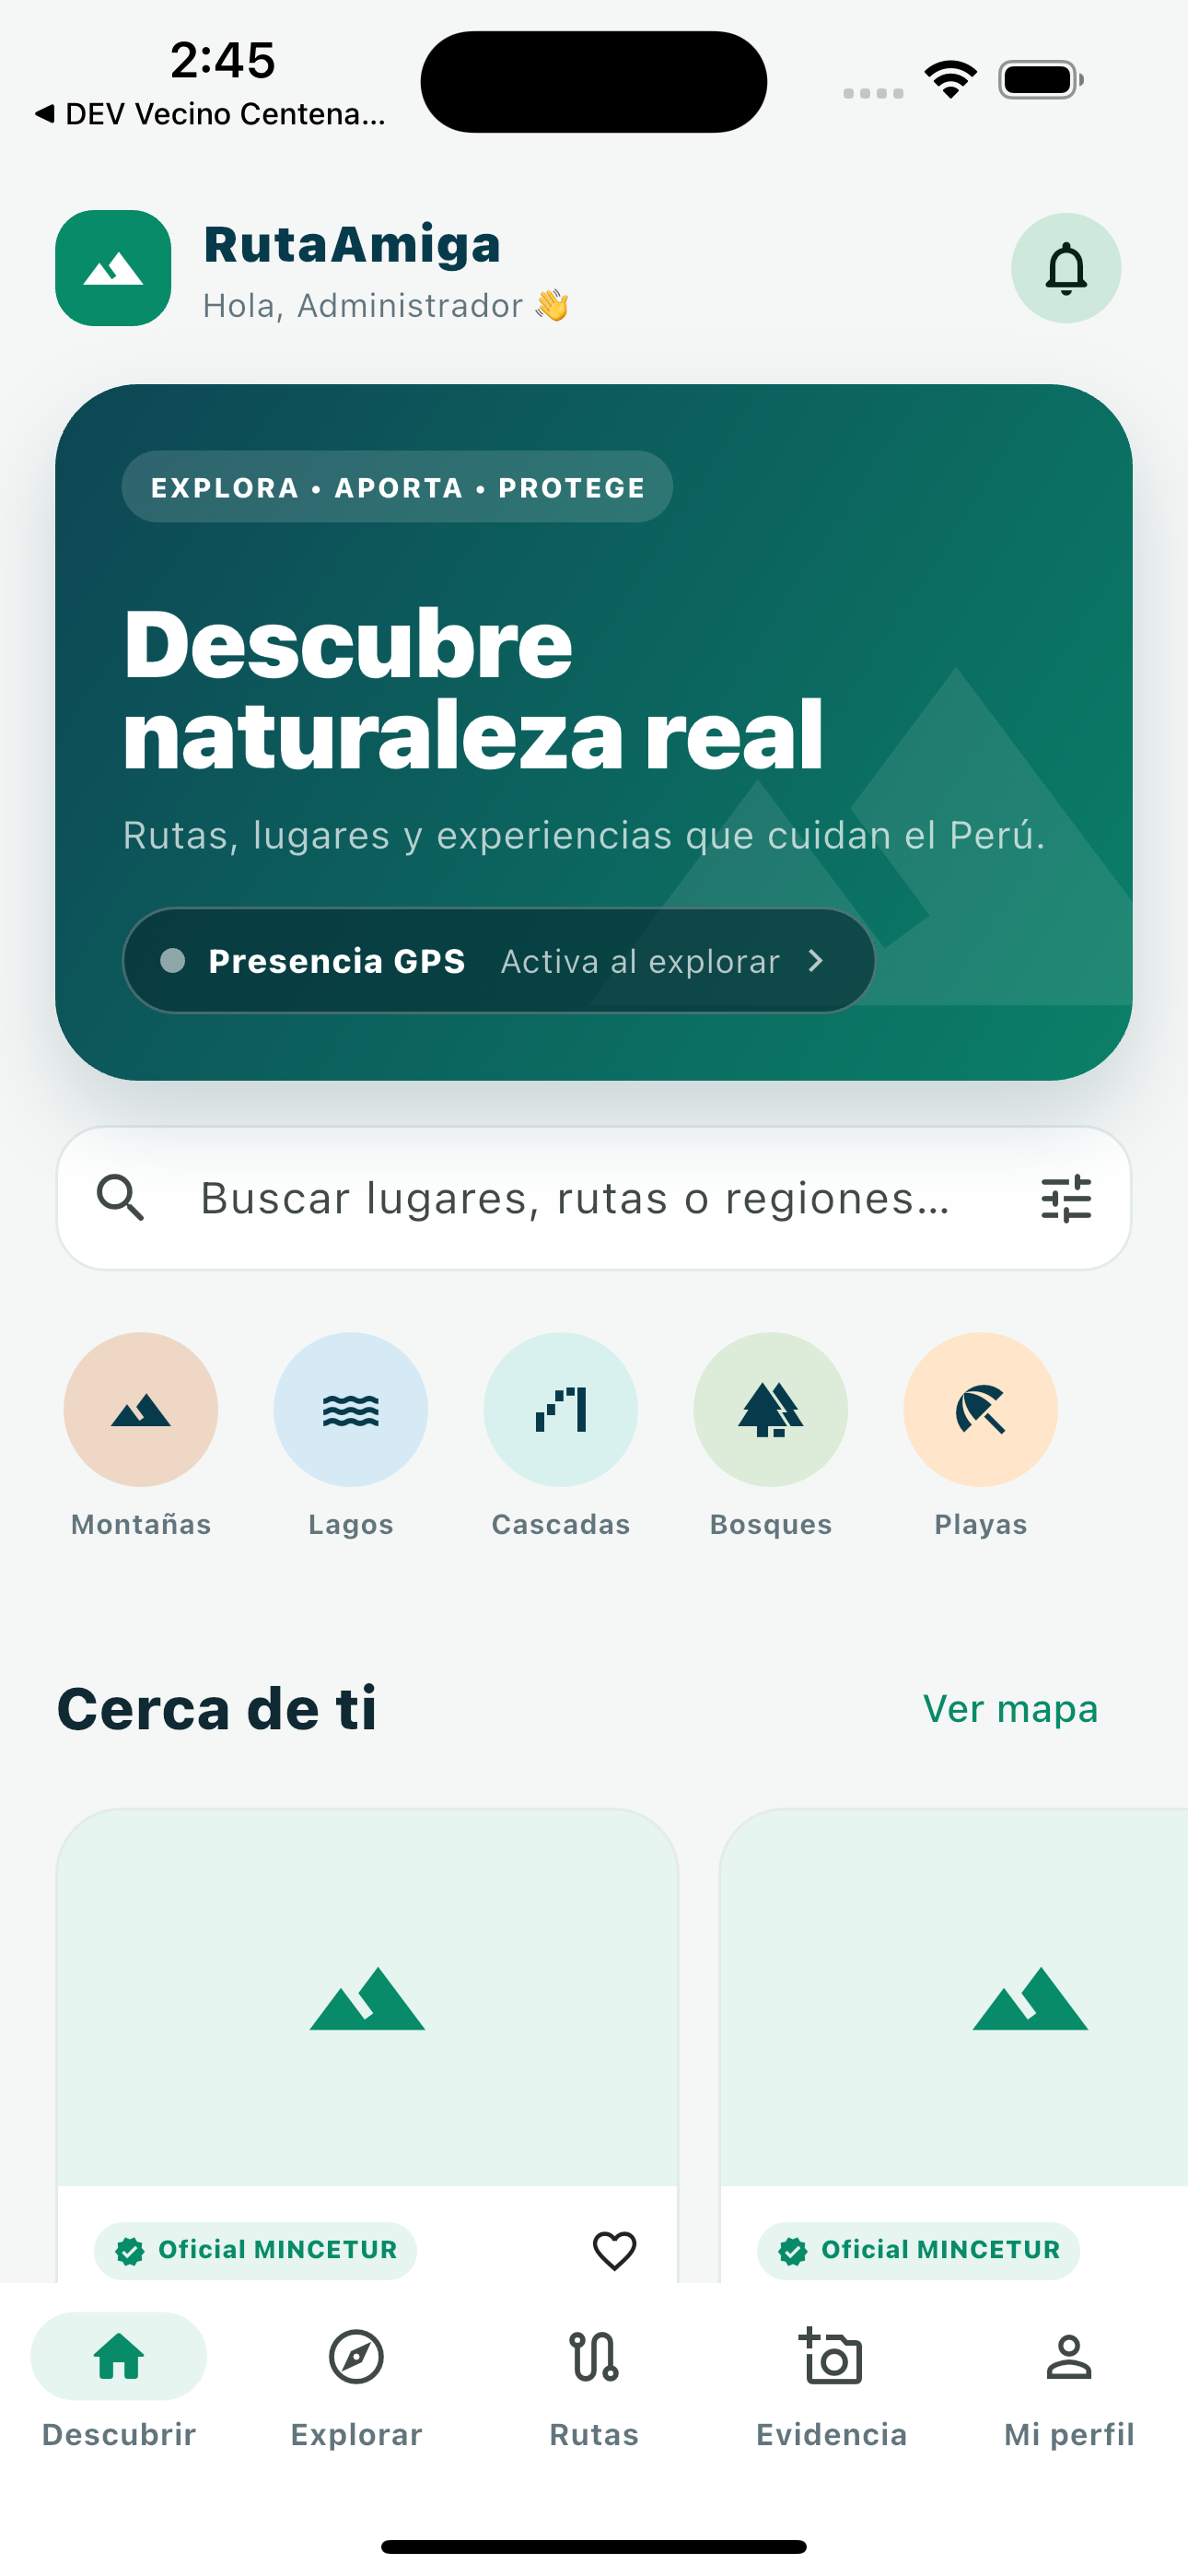 2:45
◀ DEV Vecino Centena...
RutaAmiga
Hola, Administrador 👋
EXPLORA • APORTA • PROTEGE
Descubre
naturaleza real
Rutas, lugares y experiencias que cuidan el Perú.
Presencia GPS Activa al explorar
Buscar lugares, rutas o regiones...
Montañas Lagos Cascadas Bosques Playas
Cerca de ti Ver mapa
Oficial MINCETUR Oficial MINCETUR
Descubrir Explorar Rutas Evidencia Mi perfil